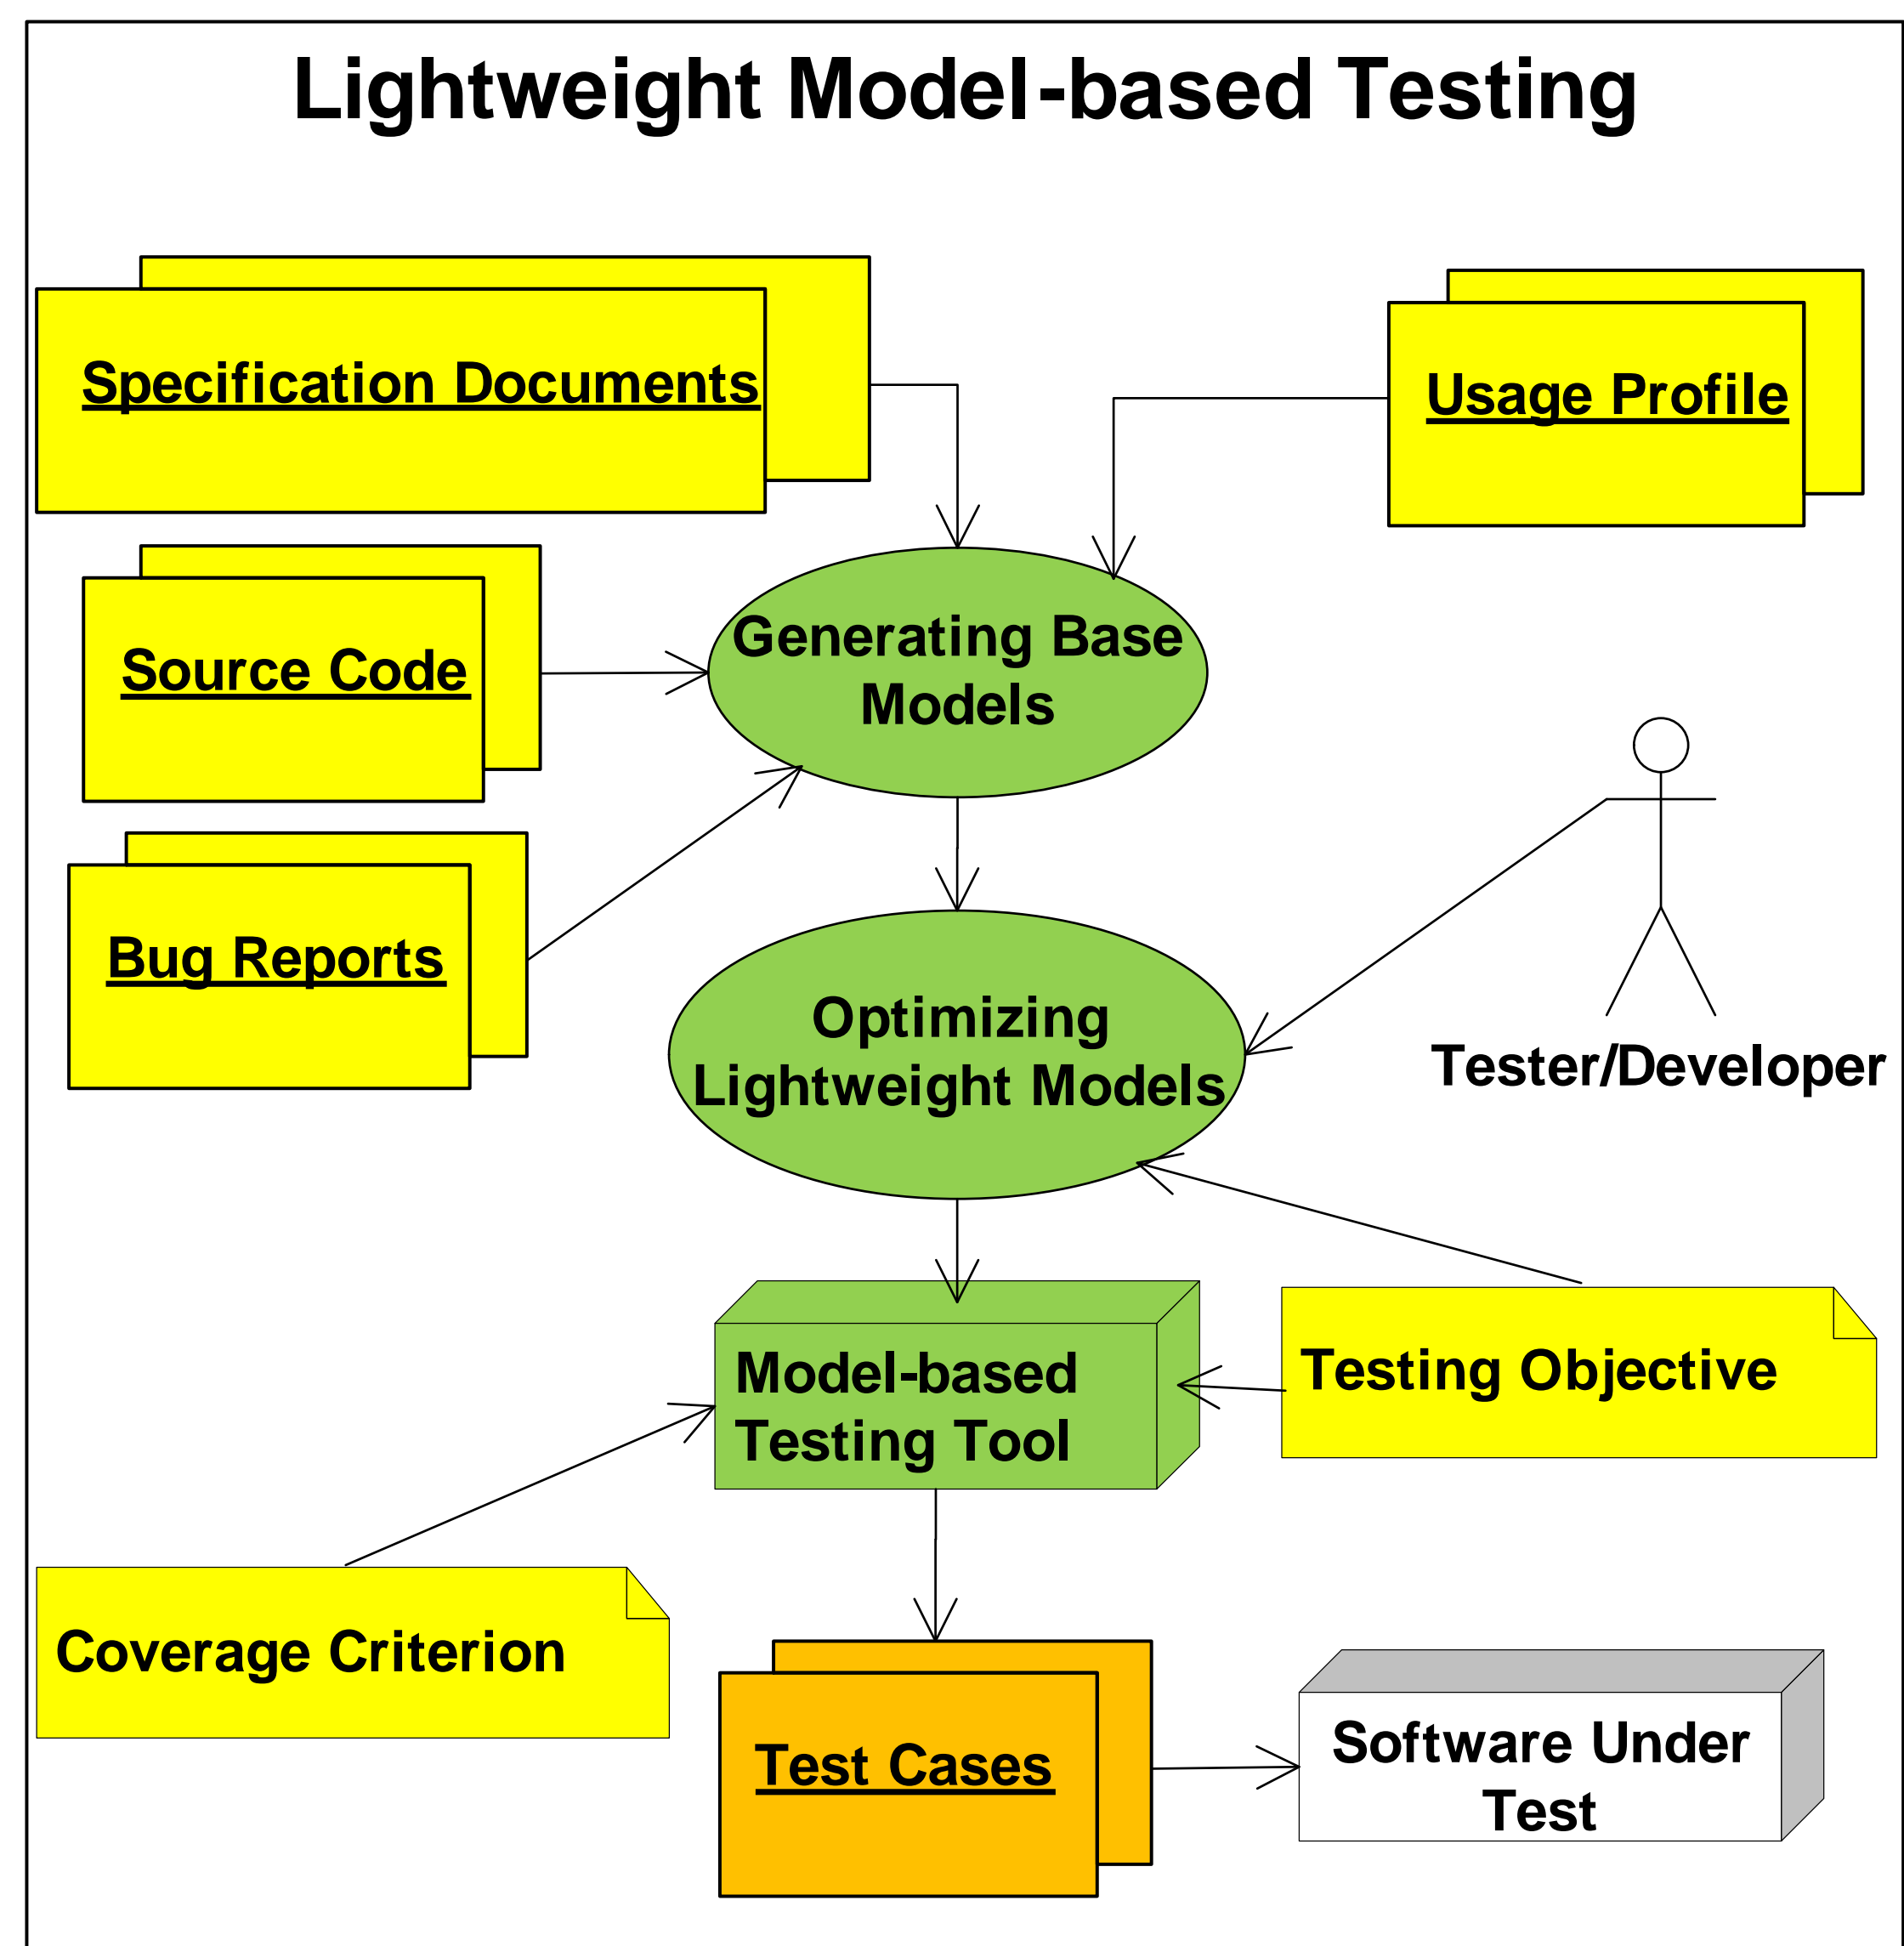 Lightweight Model-based Testing
Specification Documents
Usage Profile
Source Code
Generating Base
Models
Bug Reports
Tester/Developer
Optimizing
Lightweight Models
Model-based
Testing Tool
Testing Objective
Coverage Criterion
Test Cases
Software Under
Test